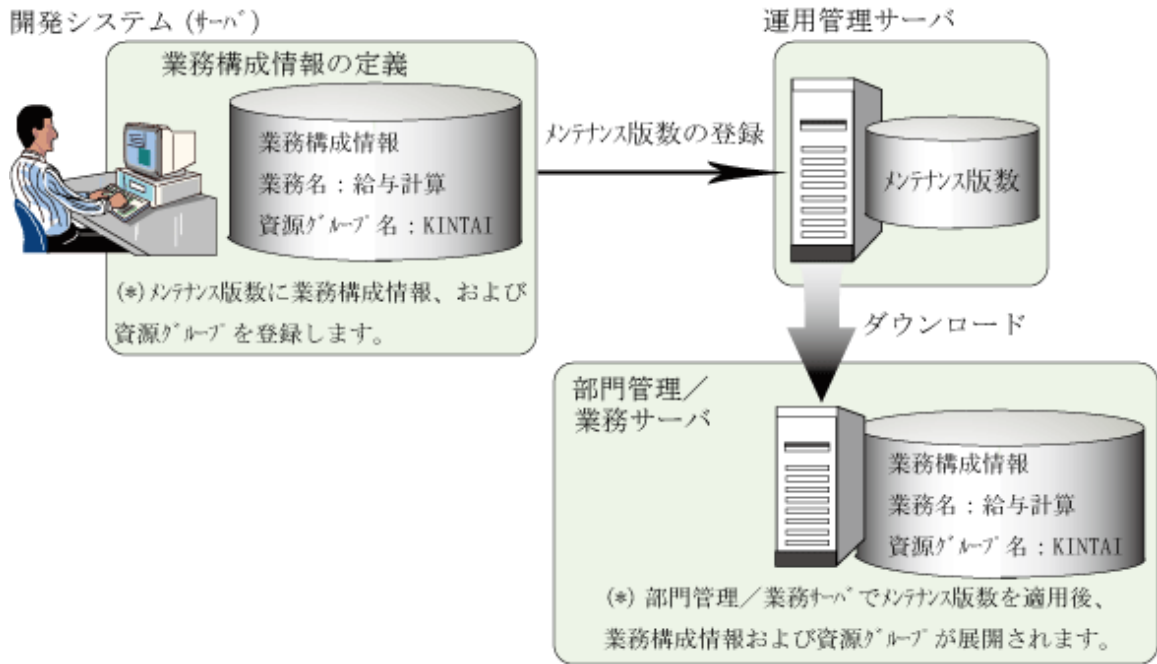 開発システム (ｻｰﾊﾞ)
業務構成情報の定義
業務構成情報
業務名：給与計算
資源ｸﾞﾙｰﾌﾟ名：KINTAI
(*) ﾒﾝﾃﾅﾝｽ版数に業務構成情報、および
資源ｸﾞﾙｰﾌﾟを登録します。
ﾒﾝﾃﾅﾝｽ版数の登録
運用管理サーバ
ﾒﾝﾃﾅﾝｽ版数
ダウンロード
部門管理／
業務サーバ
業務構成情報
業務名：給与計算
資源ｸﾞﾙｰﾌﾟ名：KINTAI
(*) 部門管理／業務ｻｰﾊﾞでﾒﾝﾃﾅﾝｽ版数を適用後、
業務構成情報および資源ｸﾞﾙｰﾌﾟが展開されます。